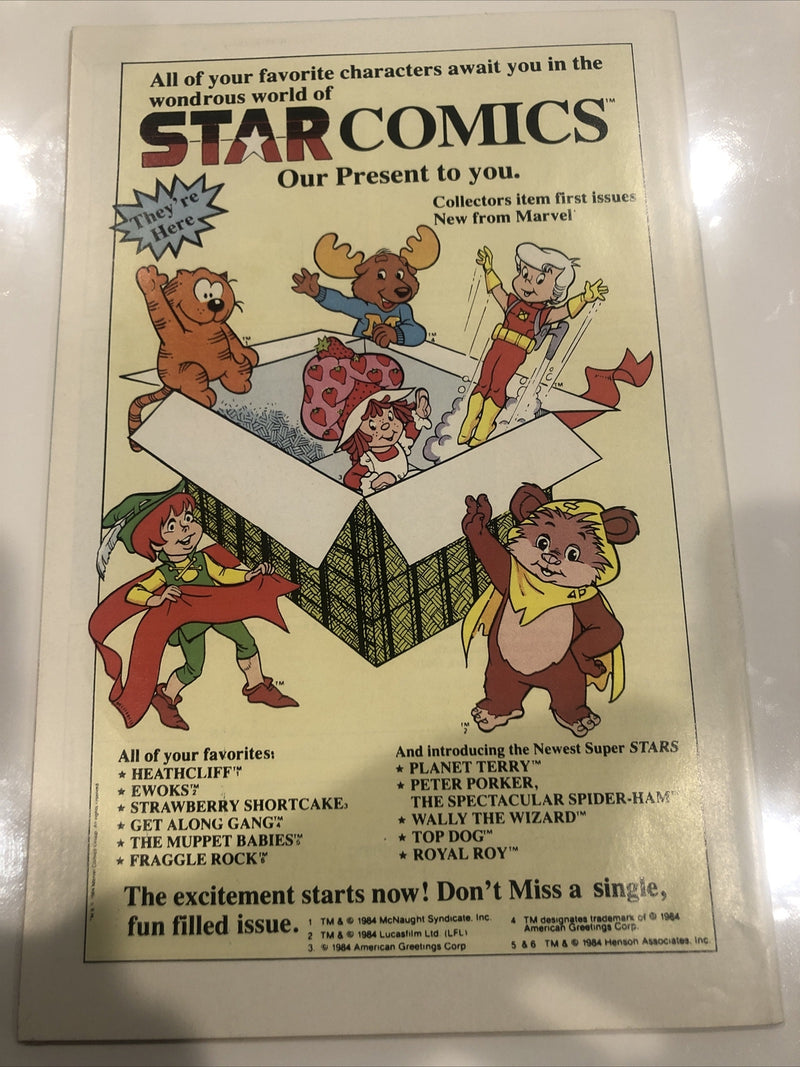 All of your favorite characters await you in the
wondrous world of
STAR COMICS™
Our Present to you.
They're
Here
Collectors item first issues
New from Marvel
M
All of your favorites:
★ HEATHCLIFF™
★ EWOKS™
★ STRAWBERRY SHORTCAKE3
★ GET ALONG GANG™4
★ THE MUPPET BABIES™5
★ FRAGGLE ROCK™6
And introducing the Newest Super STARS
★ PLANET TERRY™
★ PETER PORKER,
THE SPECTACULAR SPIDER-HAM™
★ WALLY THE WIZARD™
★ TOP DOG™
★ ROYAL ROY™
The excitement starts now! Don't Miss a single,
fun filled issue.
1 TM & © 1984 McNaught Syndicate, Inc.
2 TM & © 1984 Lucasfilm Ltd. (LFL)
3. © 1984 American Greetings Corp
4 TM designates trademark of © 1984
American Greetings Corp.
5 & 6 TM & © 1984 Henson Associates, Inc.